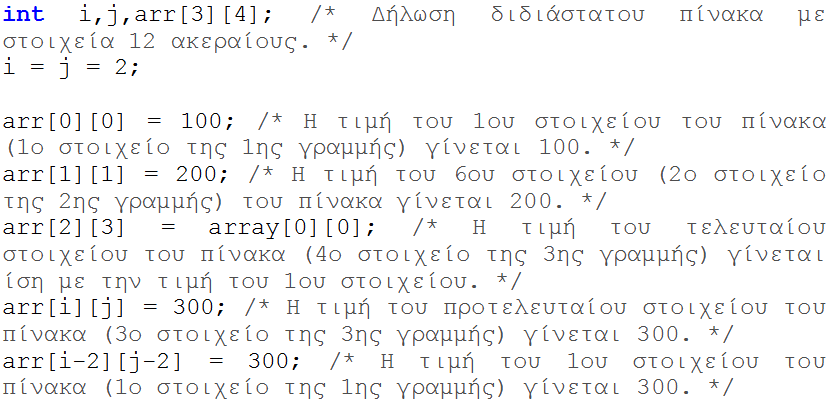 int i,j,arr[3][4]; /* Δήλωση διδιάστατου πίνακα με
στοιχεία 12 ακεραίους. */
i = j = 2;
arr[0][0] = 100; /* Η τιμή του 1ου στοιχείου του πίνακα
(1ο στοιχείο της 1ης γραμμής) γίνεται 100. */
arr[1][1] = 200; /* Η τιμή του 6ου στοιχείου (2ο στοιχείο
της 2ης γραμμής) του πίνακα γίνεται 200. */
arr[2][3] = array[0][0]; /* Η τιμή του τελευταίου
στοιχείου του πίνακα (4ο στοιχείο της 3ης γραμμής) γίνεται
ίση με την τιμή του 1ου στοιχείου. */
arr[i][j] = 300; /* Η τιμή του προτελευταίου στοιχείου του
πίνακα (3ο στοιχείο της 3ης γραμμής) γίνεται 300. */
arr[i-2][j-2] = 300; /* Η τιμή του 1ου στοιχείου του
πίνακα (1ο στοιχείο της 1ης γραμμής) γίνεται 300. */